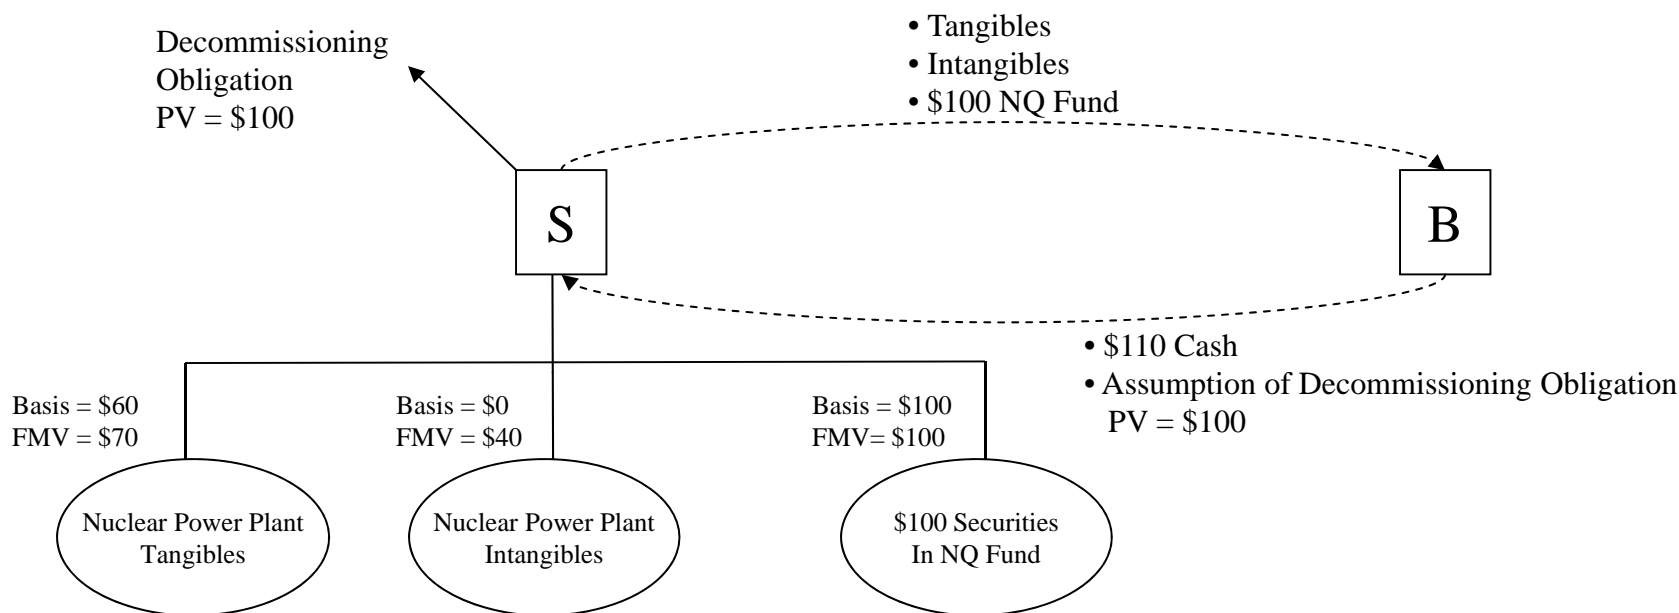 Decommissioning
Obligation
PV = $100
• Tangibles
• Intangibles
• $100 NQ Fund
S
B
• $110 Cash
• Assumption of Decommissioning Obligation
PV = $100
Basis = $60
FMV = $70
Basis = $0
FMV = $40
Basis = $100
FMV= $100
Nuclear Power Plant
Tangibles
Nuclear Power Plant
Intangibles
$100 Securities
In NQ Fund